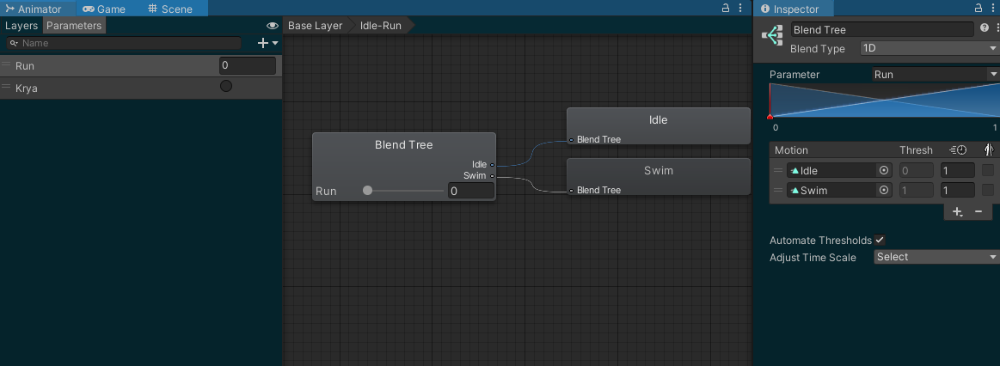 Animator Game Scene
Layers Parameters
Name
Run 0
Krya
Base Layer Idle-Run
Blend Tree
Idle
Swim
Run 0
Idle
Blend Tree
Swim
Blend Tree
Inspector
Blend Tree
Blend Type 1D
Parameter Run
0 1
Motion Thresh
Idle 0 1
Swim 1 1
Automate Thresholds
Adjust Time Scale Select